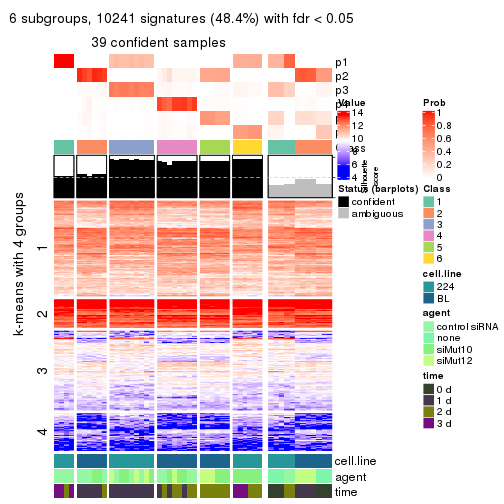 6 subgroups, 10241 signatures (48.4%) with fdr < 0.05
39 confident samples
p1
p2
p3
Value
14
12
10
8
6
4
Prob
1
0.8
0.6
0.4
0.2
0
Silhouette
score
Status (barplots)
confident
ambiguous
Class
1
2
3
4
5
6
cell.line
224
BL
agent
control siRNA
none
siMut10
siMut12
time
0 d
1 d
2 d
3 d
k-means with 4 groups
1
2
3
4
cell.line
agent
time